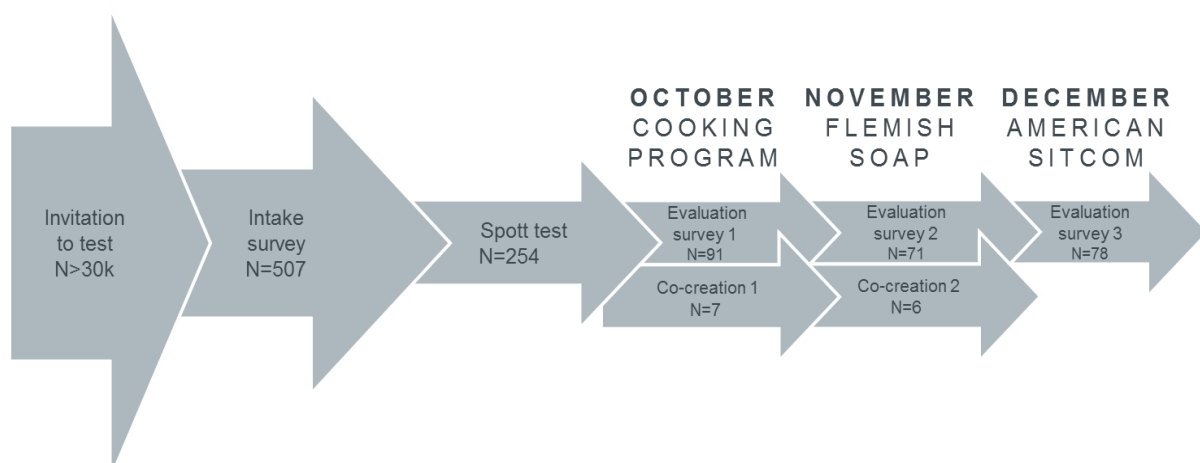 Invitation
to test
N>30k
Intake
survey
N=507
Spott test
N=254
OCTOBER
COOKING
PROGRAM
Evaluation
survey 1
N=91
Co-creation 1
N=7
NOVEMBER
FLEMISH
SOAP
Evaluation
survey 2
N=71
Co-creation 2
N=6
DECEMBER
AMERICAN
SITCOM
Evaluation
survey 3
N=78